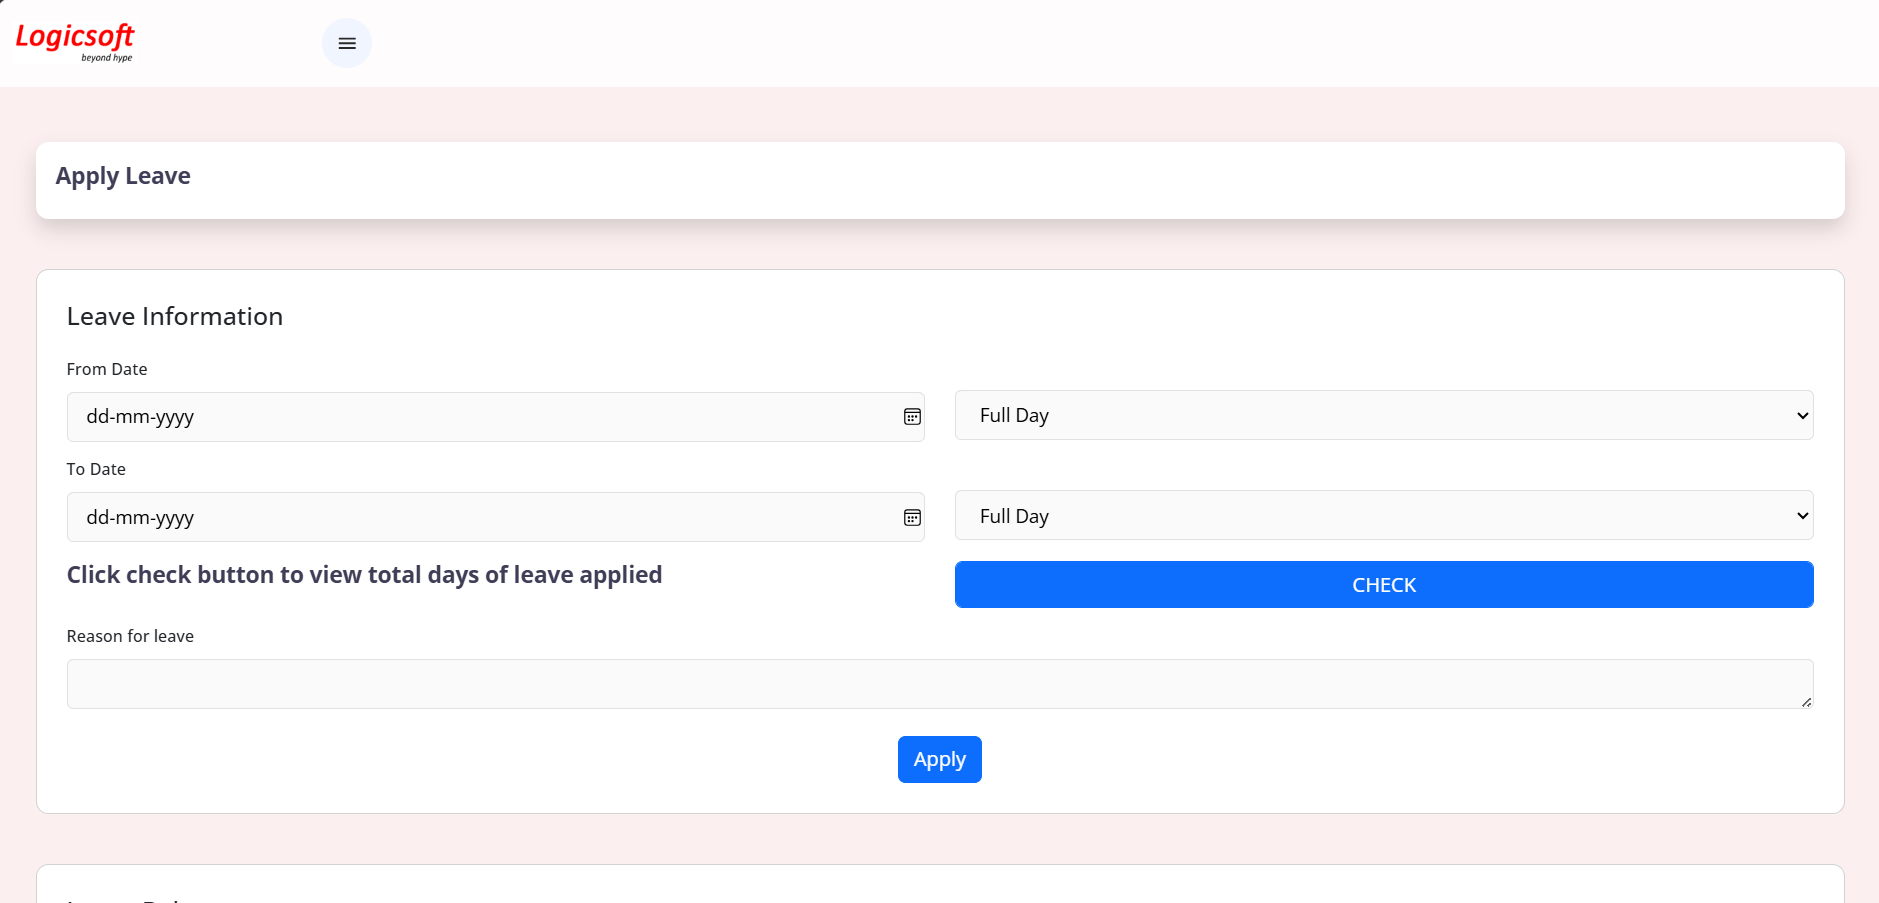 Logicsoft
beyond hype
Apply Leave
Leave Information
From Date
dd-mm-yyyy
Full Day
To Date
dd-mm-yyyy
Full Day
Click check button to view total days of leave applied
CHECK
Reason for leave
Apply